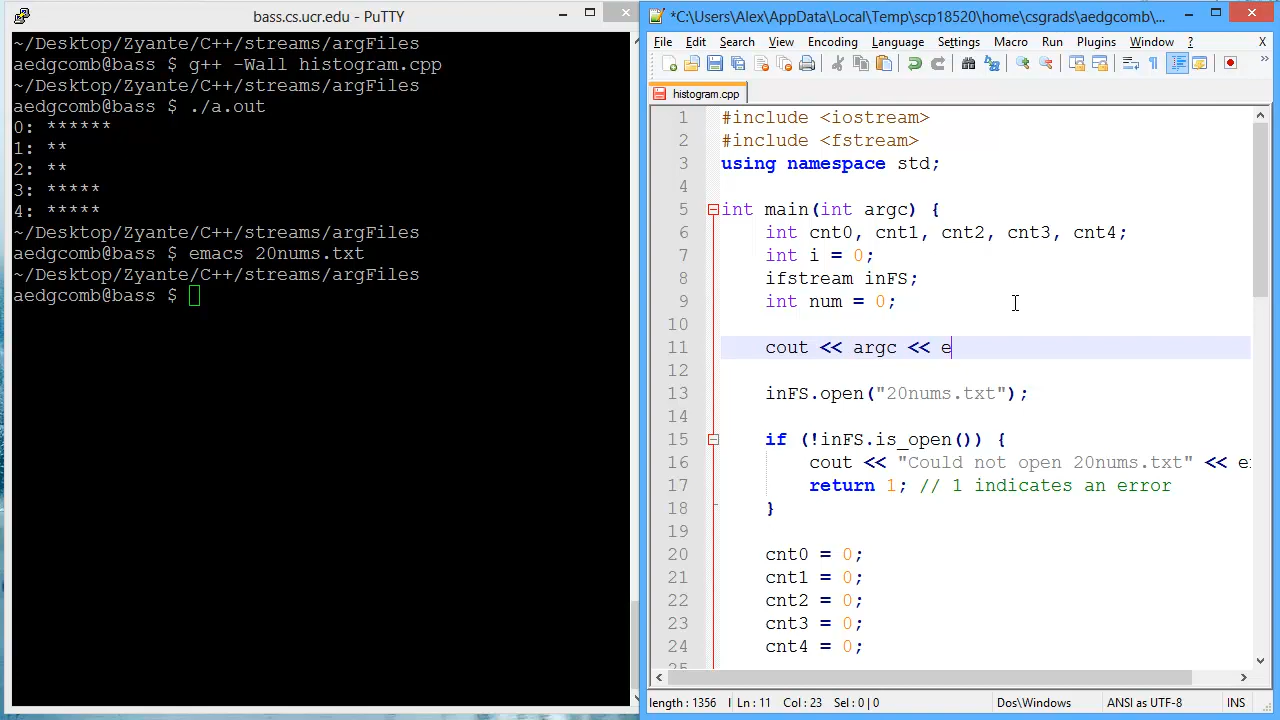 bass.cs.ucr.edu - PuTTY
~/Desktop/Zyante/C++/streams/argFiles
aedgcomb@bass $ g++ -Wall histogram.cpp
~/Desktop/Zyante/C++/streams/argFiles
aedgcomb@bass $ ./a.out
0: ******
1: **
2: **
3: *****
4: *****
~/Desktop/Zyante/C++/streams/argFiles
aedgcomb@bass $ emacs 20nums.txt
~/Desktop/Zyante/C++/streams/argFiles
aedgcomb@bass $
*C:\Users\Alex\AppData\Local\Temp\scp18520\home\csgrads\aedgcomb\...
File Edit Search View Encoding Language Settings Macro Run Plugins Window ? X
histogram.cpp
1 #include <iostream>
2 #include <fstream>
3 using namespace std;
4
5 int main(int argc) {
6 int cnt0, cnt1, cnt2, cnt3, cnt4;
7 int i = 0;
8 ifstream inFS;
9 int num = 0;
10
11 cout << argc << e
12
13 inFS.open("20nums.txt");
14
15 if (!inFS.is_open()) {
16 cout << "Could not open 20nums.txt" << e
17 return 1; // 1 indicates an error
18 }
19
20 cnt0 = 0;
21 cnt1 = 0;
22 cnt2 = 0;
23 cnt3 = 0;
24 cnt4 = 0;
25
length : 1356 l Ln : 11 Col : 23 Sel : 0 | 0 Dos\Windows ANSI as UTF-8 INS